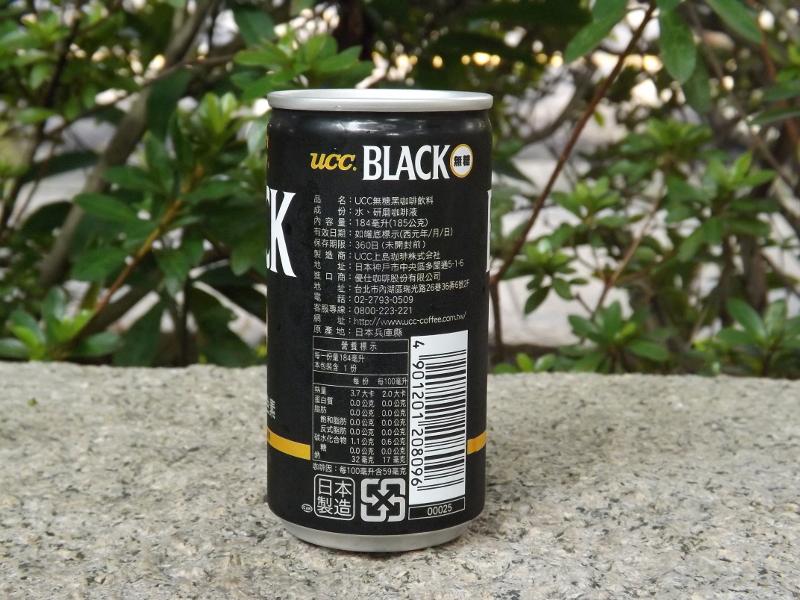 ucc. BLACK 無糖
CK
品名：UCC無糖黑咖啡飲料
成份：水、研磨咖啡液
內容量：184毫升(185公克)
有效日期：如罐底標示(西元年/月/日)
保存期限：360日(未開封前)
製造商：UCC上島珈琲株式会社
地址：日本神戶市中央區多聞通5-1-6
進口商：優仕咖啡股份有限公司
地址：台北市內湖區瑞光路26巷36弄6號2F
電話：02-2793-0509
客服專線：0800-223-221
網址：http://www.ucc-coffee.com.tw/
原產地：日本兵庫縣
營養標示
每一份量184毫升
本包裝含 1 份
每份 每100毫升
熱量 3.7大卡 2.0大卡
蛋白質 0.0公克 0.0公克
脂肪 0.0公克 0.0公克
飽和脂肪 0.0公克 0.0公克
反式脂肪 0.0公克 0.0公克
碳水化合物 1.1公克 0.6公克
糖 0.0公克 0.0公克
鈉 32毫克 17毫克
咖啡因：每100毫升含59毫克
日本
製造
4901201208096
00025